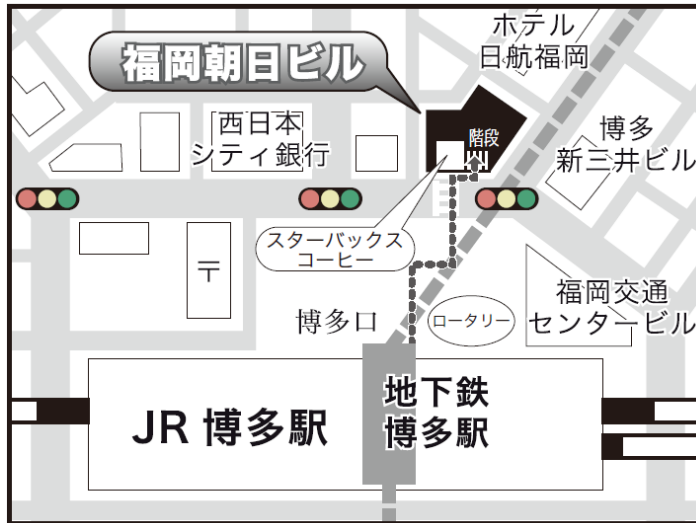 ホテル
日航福岡
福岡朝日ビル
階段
西日本
シティ銀行
博多
新三井ビル
スターバックス
コーヒー
〒
福岡交通
センタービル
博多口
ロータリー
地下鉄
博多駅
JR 博多駅